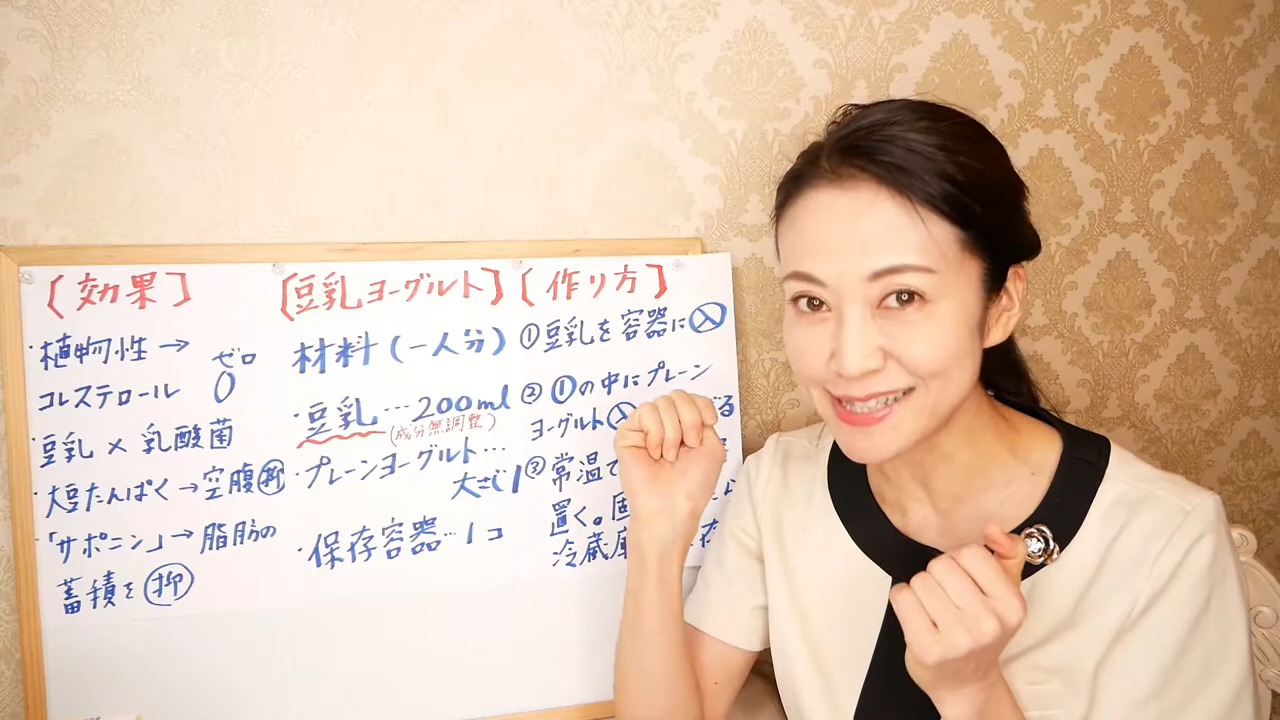 ［効果］
・植物性→
コレステロール ゼロ
0
・豆乳×乳酸菌
・大豆たんぱく→空腹抑
・「サポニン」→脂肪の
蓄積を抑
［豆乳ヨーグルト］
材料(一人分)
・豆乳…200ml
(成分無調整)
・プレーンヨーグルト…
大さじ1
・保存容器…1コ
［作り方］
①豆乳を容器に入
②①の中にプレーン
ヨーグルト入
③常温で
置く。固
冷蔵庫